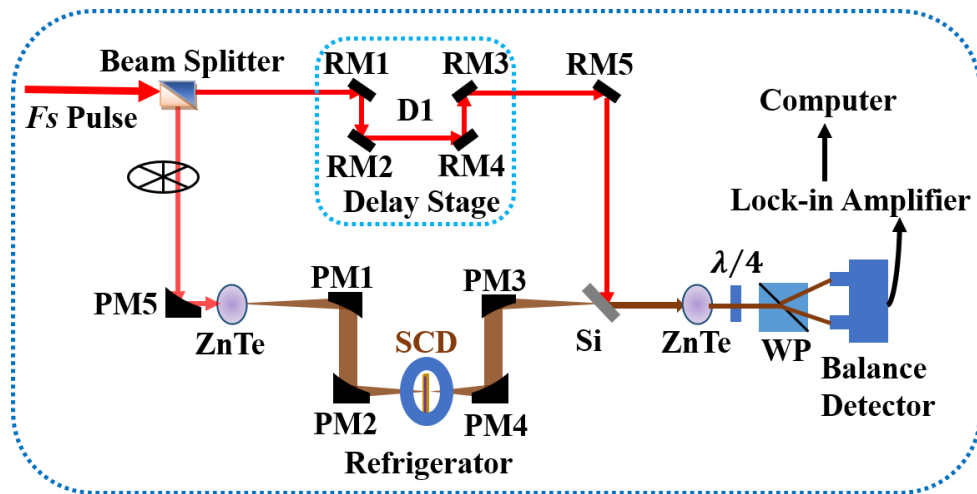 Beam Splitter
RM1
RM3
RM5
Fs Pulse
D1
Computer
RM2
RM4
Delay Stage
Lock-in Amplifier
PM5
ZnTe
PM1
PM3
λ/4
SCD
Si
ZnTe
WP
Balance
Detector
PM2
PM4
Refrigerator